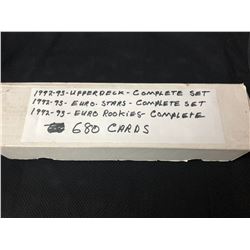 1992-93-UPPERDECK-COMPLETE SET
1992-93-EURO.STARS-COMPLETE SET
1992-93-EURO ROOKIES-COMPLETE
680 CARDS